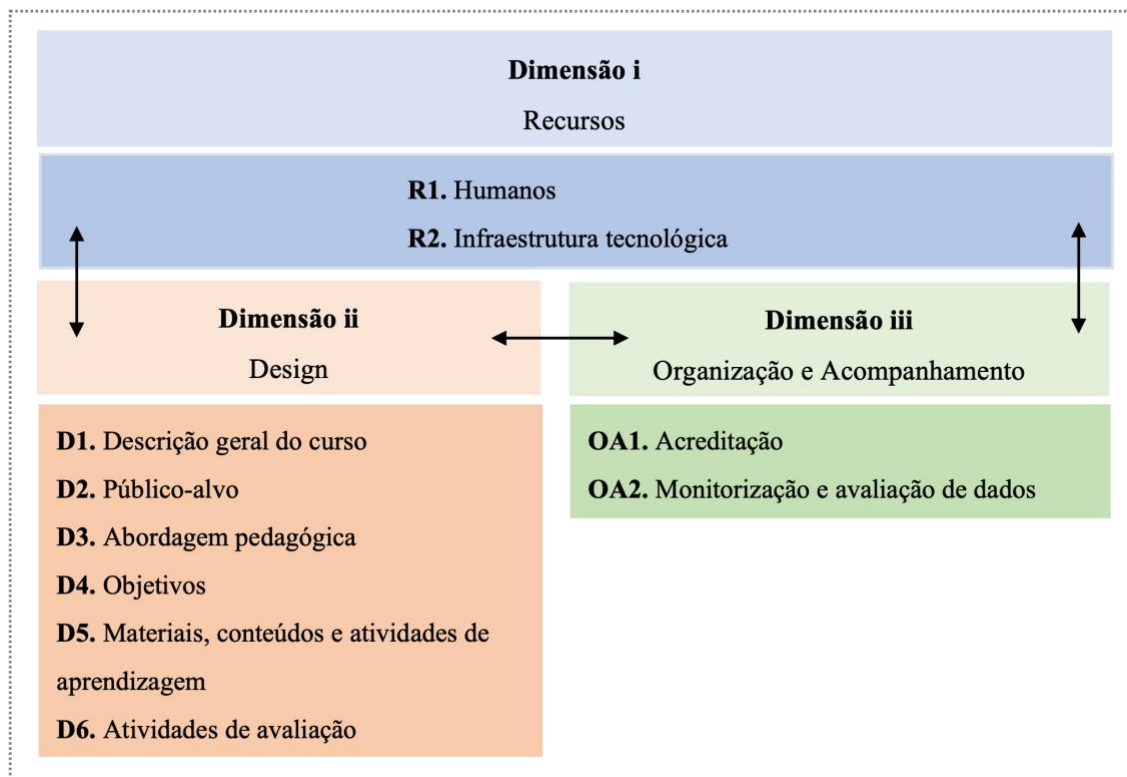 Dimensão i
Recursos
R1. Humanos
R2. Infraestrutura tecnológica
Dimensão ii
Design
D1. Descrição geral do curso
D2. Público-alvo
D3. Abordagem pedagógica
D4. Objetivos
D5. Materiais, conteúdos e atividades de
aprendizagem
D6. Atividades de avaliação
Dimensão iii
Organização e Acompanhamento
OA1. Acreditação
OA2. Monitorização e avaliação de dados